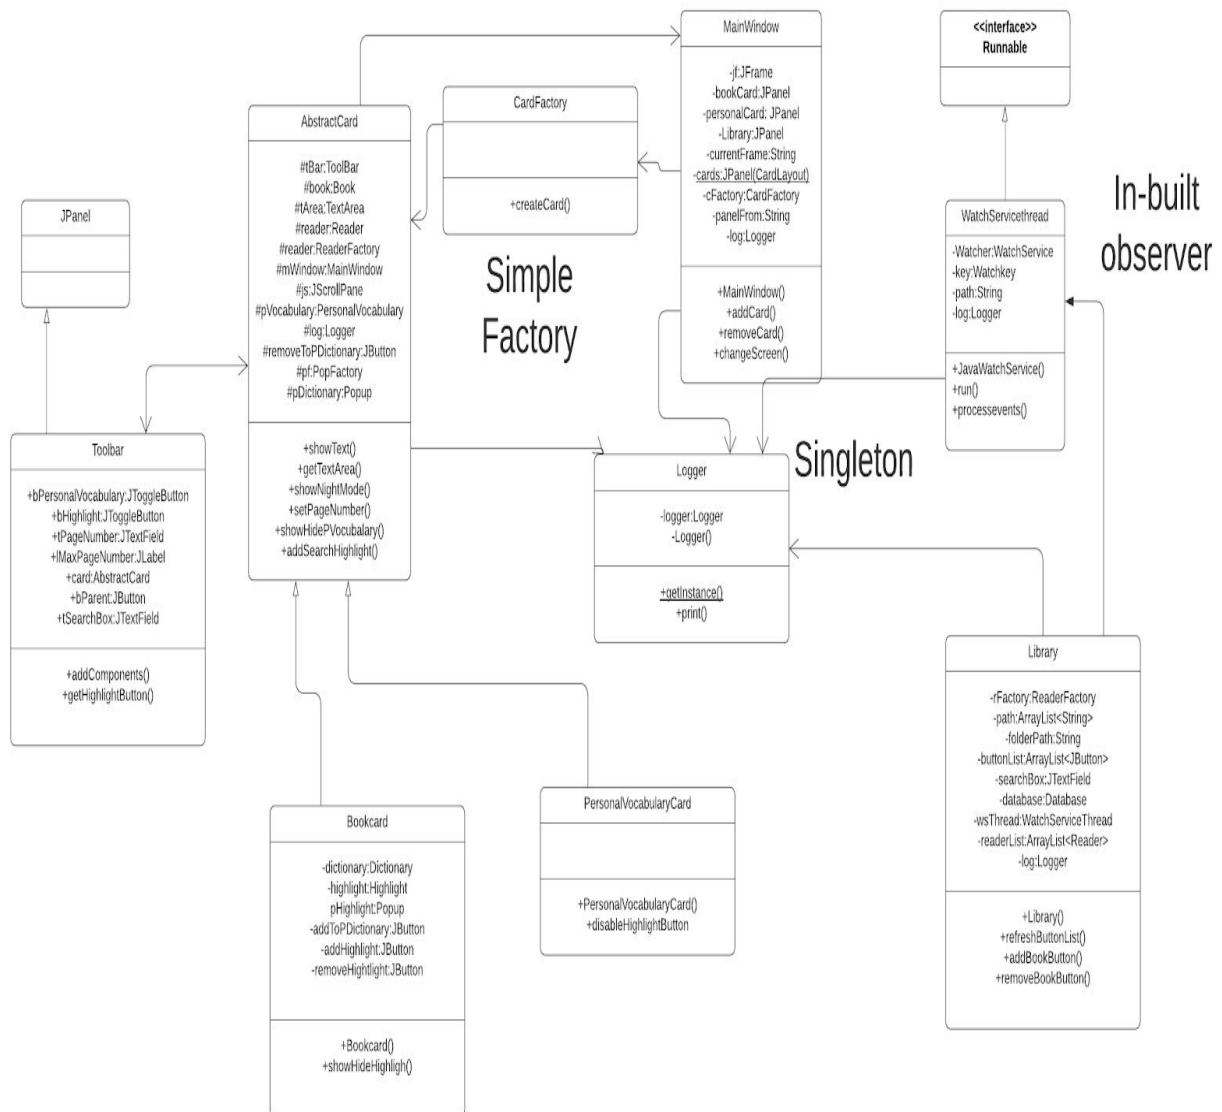 MainWindow
-jf:JFrame
-bookCard:JPanel
-personalCard: JPanel
-Library:JPanel
-currentFrame:String
-cards:JPanel(CardLayout)
-cFactory:CardFactory
-panelFrom:String
-log:Logger
+MainWindow()
+addCard()
+removeCard()
+changeScreen()
<<interface>>
Runnable
CardFactory
+createCard()
AbstractCard
#tBar:ToolBar
#book:Book
#tArea:TextArea
#reader:Reader
#reader:ReaderFactory
#mWindow:MainWindow
#js:JScrollPane
#pVocabulary:PersonalVocabulary
#log:Logger
#removeToPDictionary:JButton
#pf:PopFactory
#pDictionary:Popup
+showText()
+getTextArea()
+showNightMode()
+setPageNumber()
+showHidePVocubalary()
+addSearchHighlight()
JPanel
Simple
Factory
WatchServicethread
-Watcher:WatchService
-key:Watchkey
-path:String
-log:Logger
+JavaWatchService()
+run()
+processevents()
In-built
observer
Toolbar
+bPersonalVocabulary:JToggleButton
+bHighlight:JToggleButton
+tPageNumber:JTextField
+lMaxPageNumber:JLabel
+card:AbstractCard
+bParent:JButton
+tSearchBox:JTextField
+addComponents()
+getHighlightButton()
Singleton
Logger
-logger:Logger
-Logger()
+getInstance()
+print()
Library
-rFactory:ReaderFactory
-path:ArrayList<String>
-folderPath:String
-buttonList:ArrayList<JButton>
-searchBox:JTextField
-database:Database
-wsThread:WatchServiceThread
-readerList:ArrayList<Reader>
-log:Logger
+Library()
+refreshButtonList()
+addBookButton()
+removeBookButton()
PersonalVocabularyCard
+PersonalVocabularyCard()
+disableHighlightButton
Bookcard
-dictionary:Dictionary
-highlight:Highlight
pHighlight:Popup
-addToPDictionary:JButton
-addHighlight:JButton
-removeHightlight:JButton
+Bookcard()
+showHideHighligh()